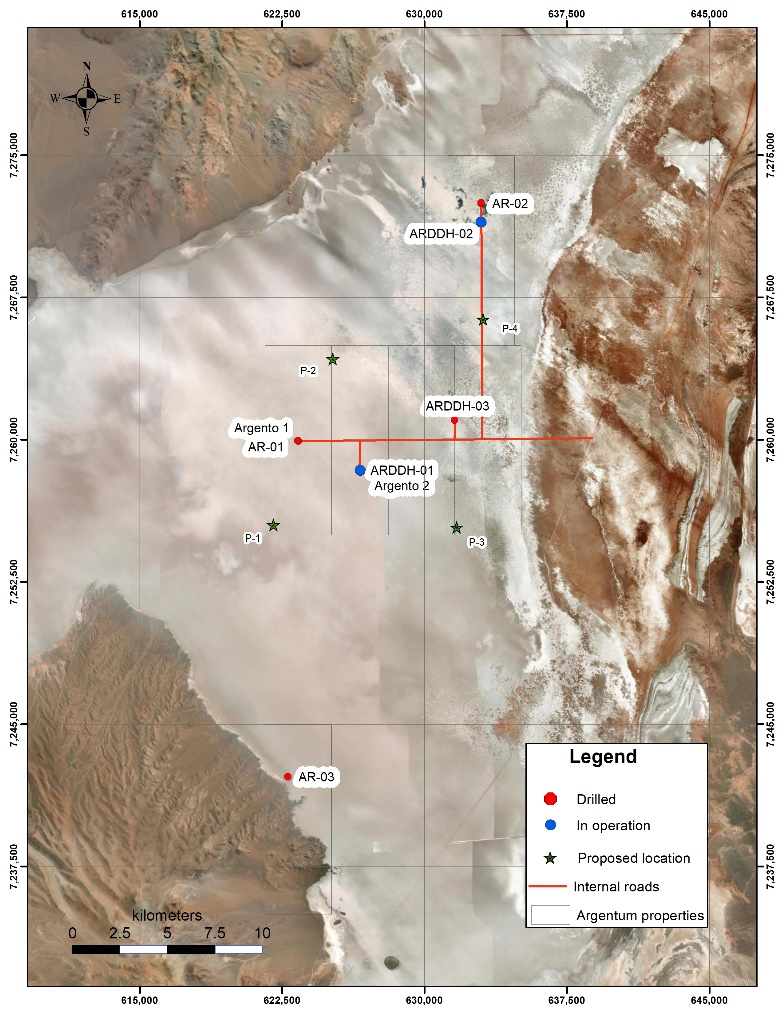 615,000 622,500 630,000 637,500 645,000
N
W E
S
7,275,000 7,275,000
AR-02
ARDDH-02
7,267,500 7,267,500
P-4
P-2
ARDDH-03
Argento 1
AR-01
7,260,000 7,260,000
ARDDH-01
Argento 2
P-1
P-3
7,252,500 7,252,500
7,245,000 7,245,000
Legend
AR-03
Drilled
In operation
Proposed location
7,237,500 7,237,500
Internal roads
Argentum properties
kilometers
0 2.5 5 7.5 10
615,000 622,500 630,000 637,500 645,000